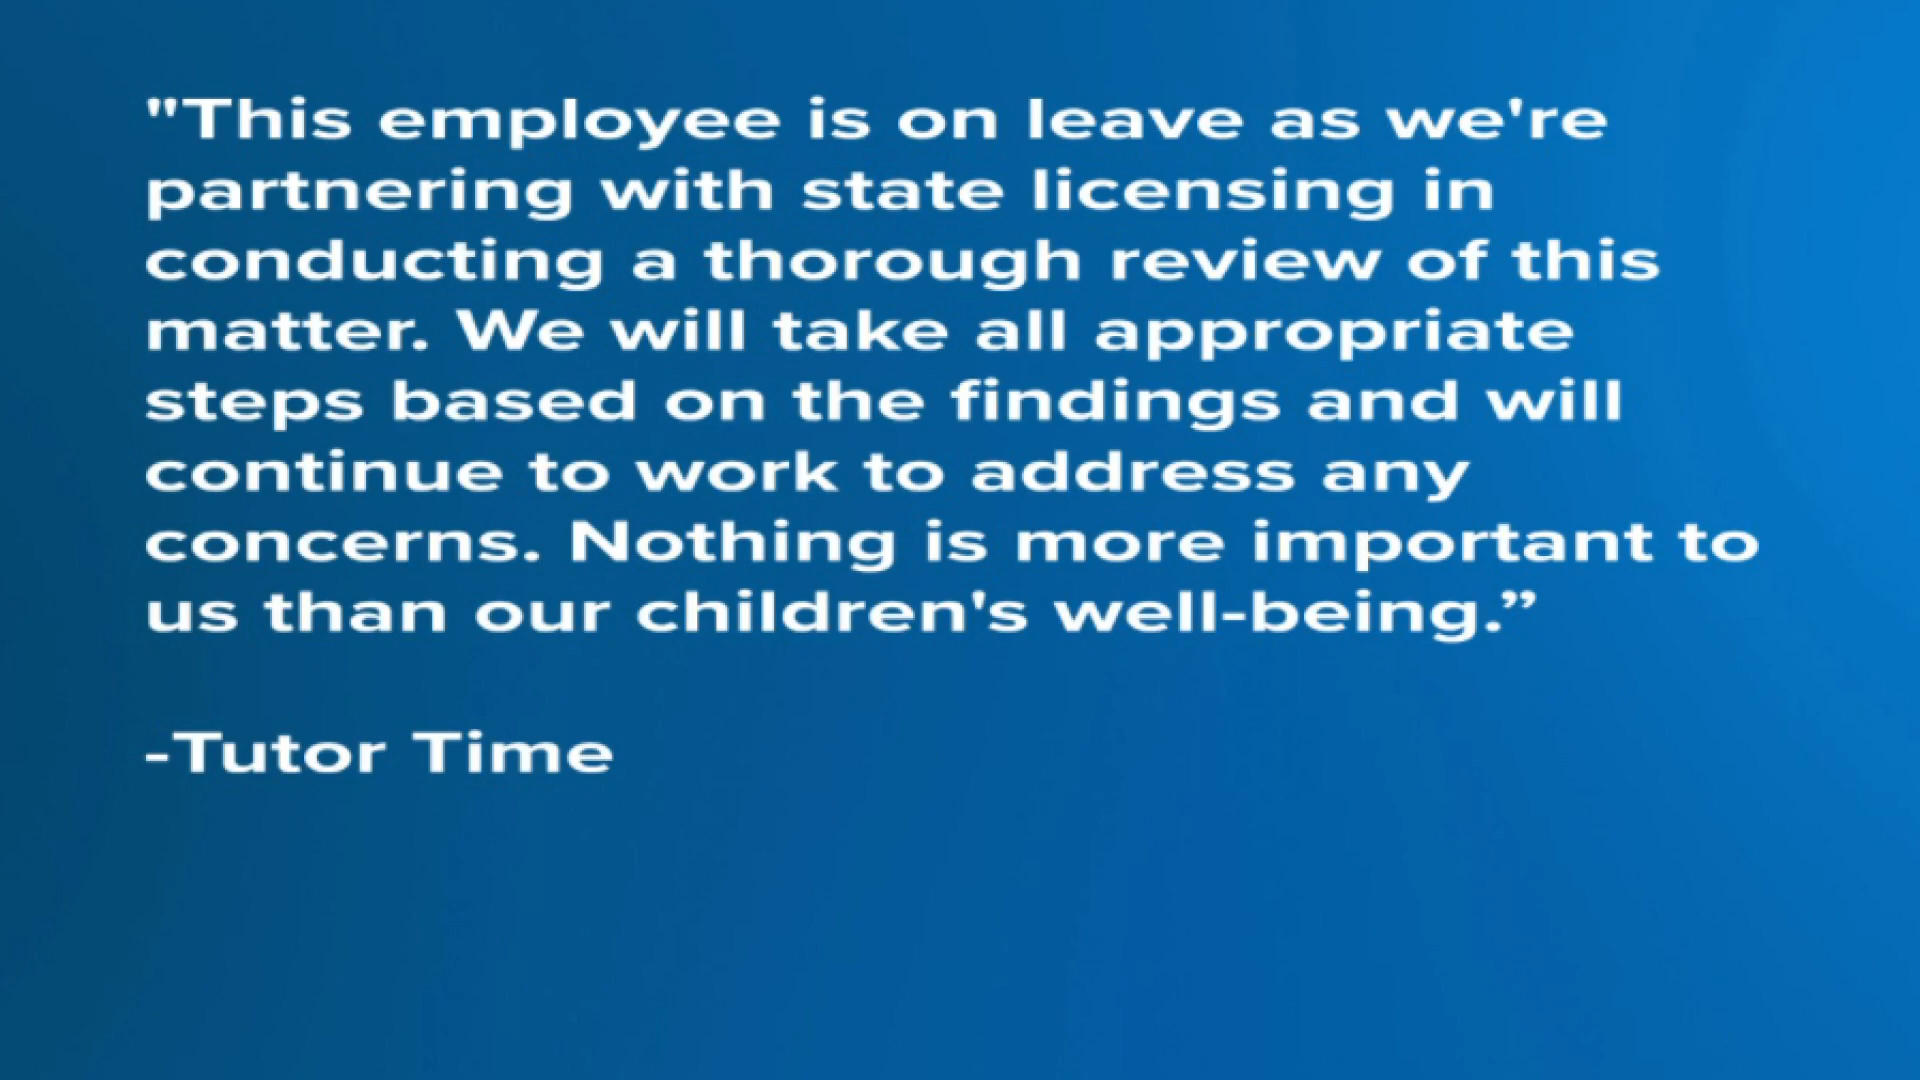 "This employee is on leave as we're
partnering with state licensing in
conducting a thorough review of this
matter. We will take all appropriate
steps based on the findings and will
continue to work to address any
concerns. Nothing is more important to
us than our children's well-being.”
-Tutor Time